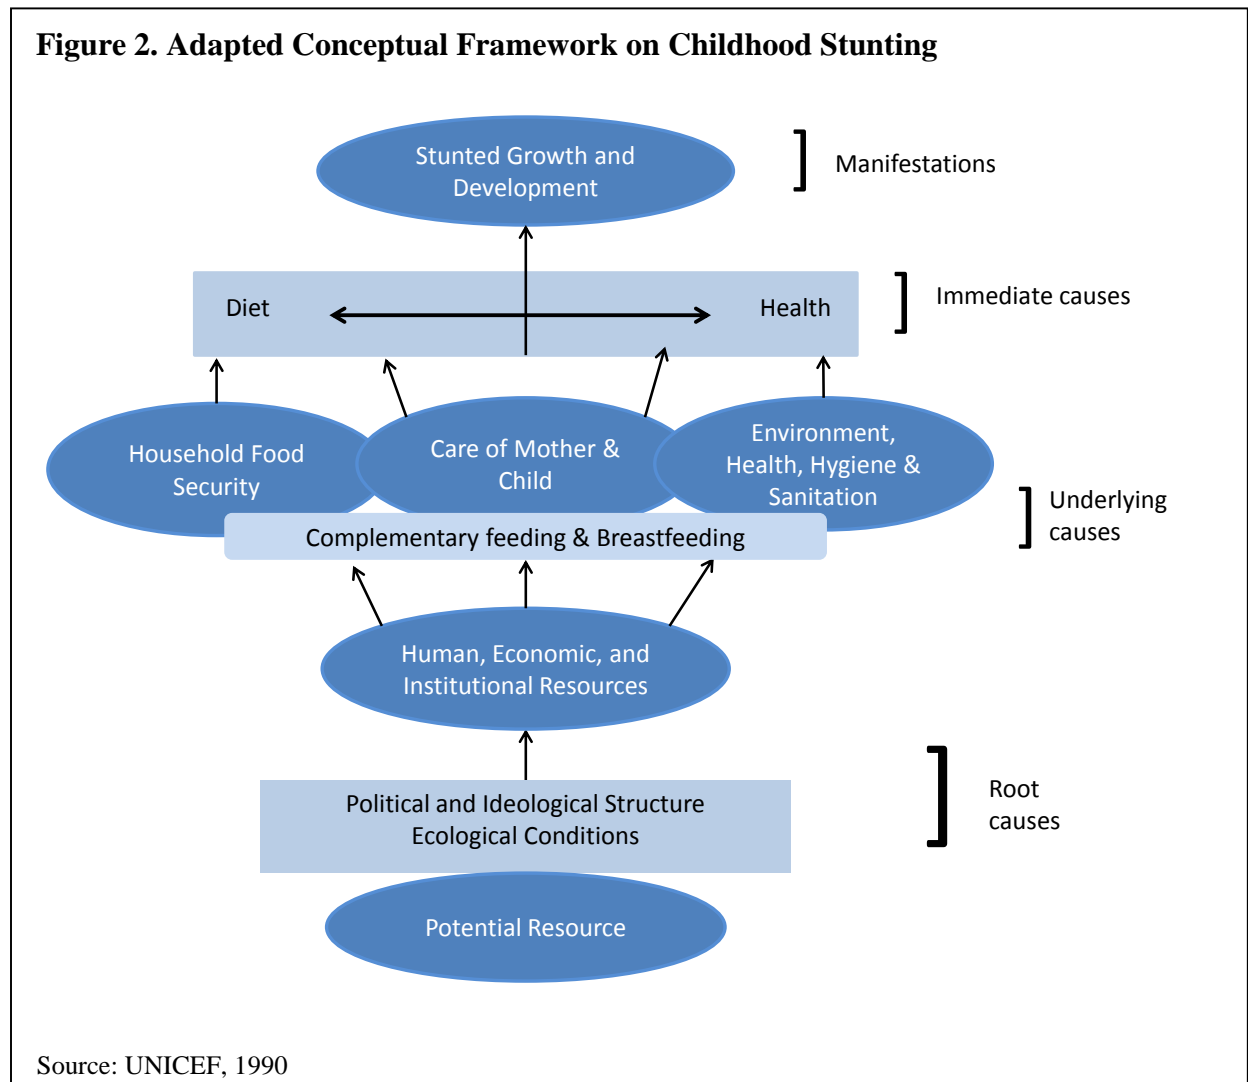 Figure 2. Adapted Conceptual Framework on Childhood Stunting
Stunted Growth and
Development
Manifestations
Diet
Health
Immediate causes
Household Food
Security
Care of Mother &
Child
Environment,
Health, Hygiene &
Sanitation
Underlying
causes
Complementary feeding & Breastfeeding
Human, Economic, and
Institutional Resources
Political and Ideological Structure
Ecological Conditions
Root
causes
Potential Resource
Source: UNICEF, 1990